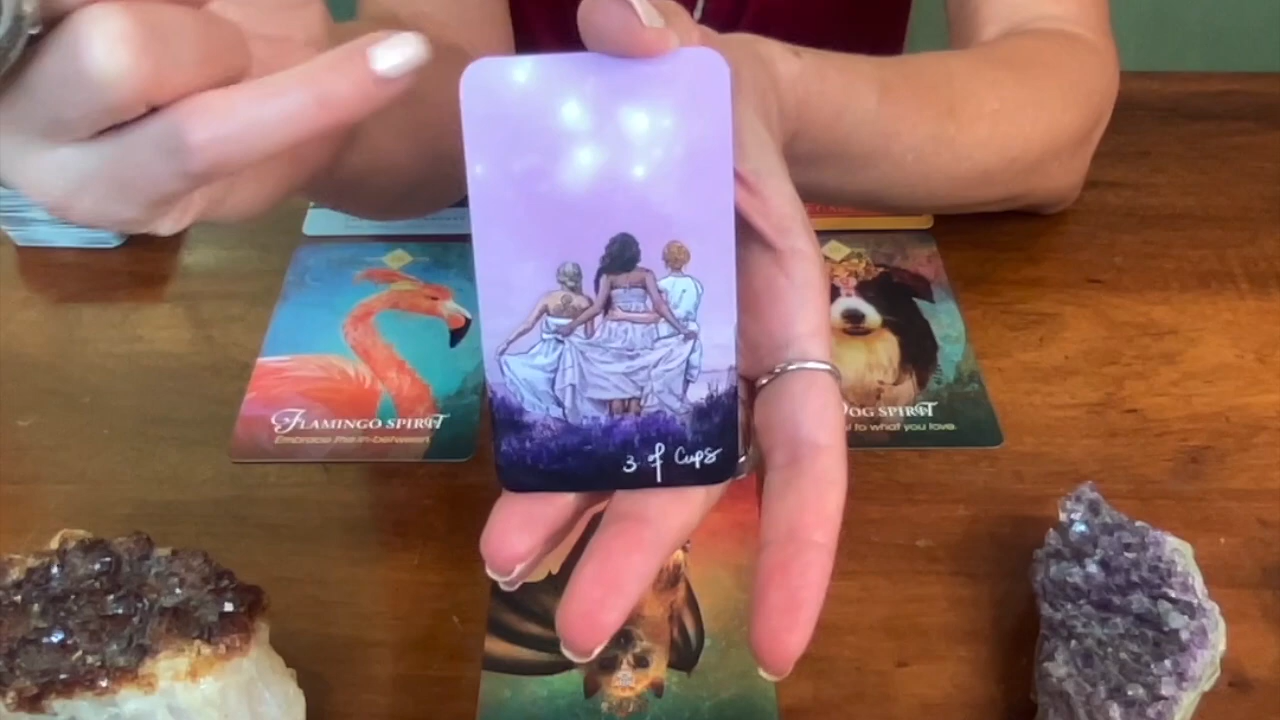 3 of Cups
FLAMINGO SPIRIT
Embrace the in-between
DOG SPIRIT
to what you love.